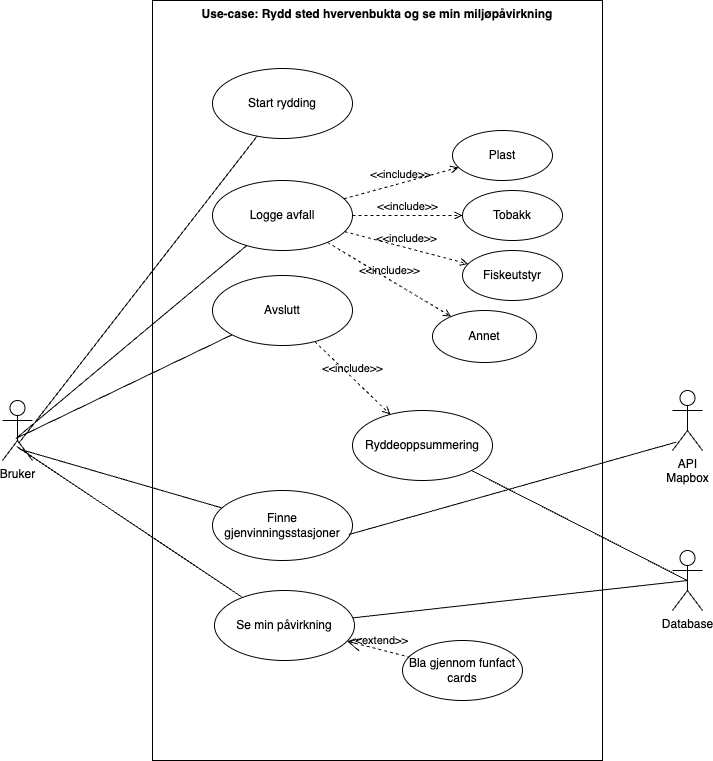 Use-case: Rydd sted hvervenbukta og se min miljøpåvirkning
Start rydding
Plast
<<include>>
Logge avfall
<<include>>
Tobakk
<<include>>
<<include>>
Fiskeutstyr
Avslutt
Annet
<<include>>
Bruker
Ryddeoppsummering
API
Mapbox
Finne
gjenvinningsstasjoner
Se min påvirkning
Database
<<extend>>
Bla gjennom funfact
cards